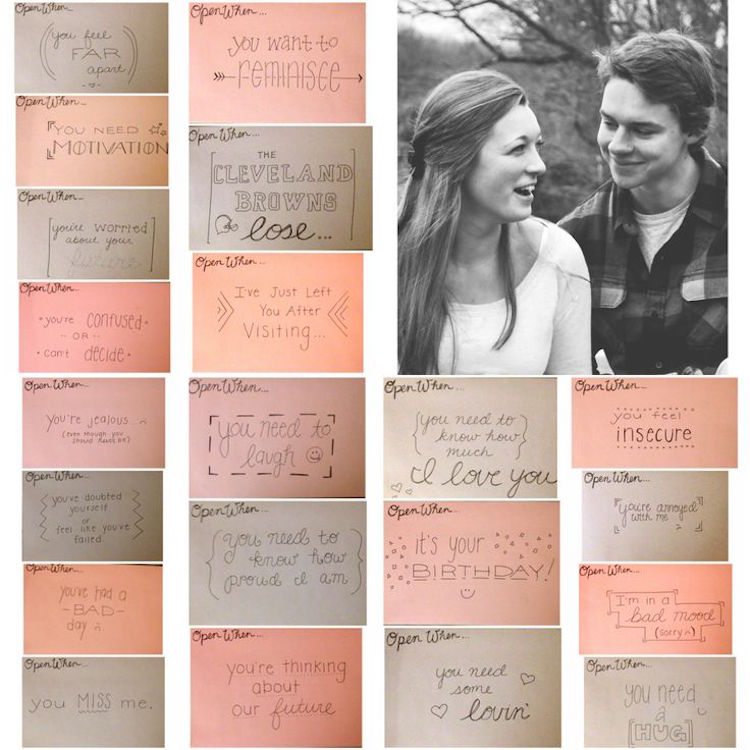 Open When...
you feel
FAR
apart
Open When...
YOU NEED
MOTIVATION
Open When...
you're worried
about your
future
Open When...
you're confused
.. OR ..
can't decide
Open When...
you're jealous...
(even though you
should never be)
Open When...
you've doubted
yourself
or
feel like you've
failed
Open When...
you've had a
-BAD-
day
Open When...
you MISS me.
Open When...
you want to
reminisce
Open When...
THE
CLEVELAND
BROWNS
lose...
Open When...
I've Just Left
You After
Visiting...
Open When...
you need to
laugh
Open When...
you need to
know how
proud I am
Open When...
you're thinking
about
our future
Open When...
you need to
know how
much
I love you
Open When...
it's your
BIRTHDAY!
Open When...
you need
some
lovin'
Open When...
you feel
insecure
Open When...
you're annoyed
with me
Open When...
I'm in a
bad mood
(sorry
Open When...
you need
a
HUG